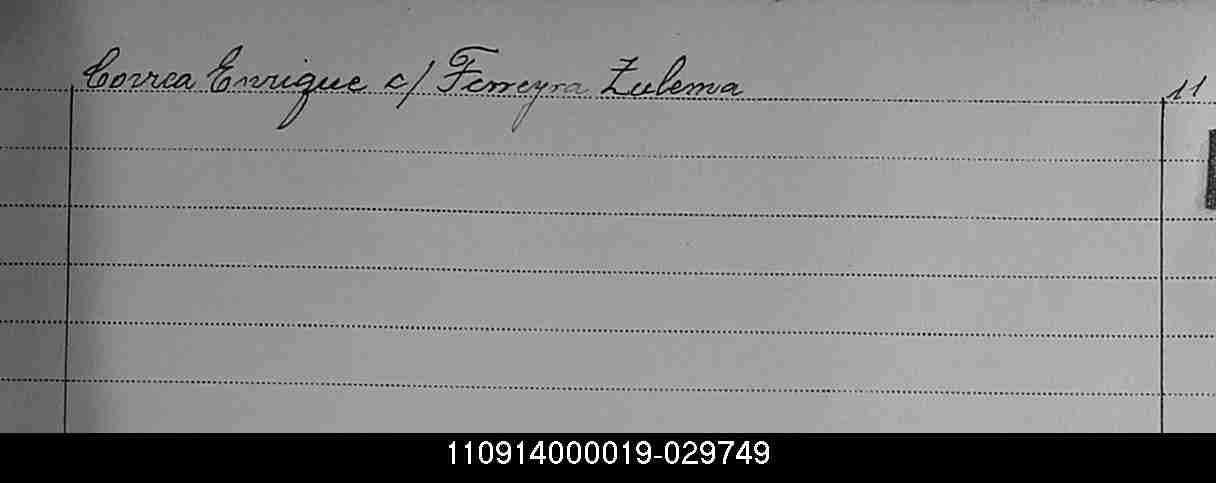 Correa Enrique c/ Ferreyra Zulema 11
110914000019-029749